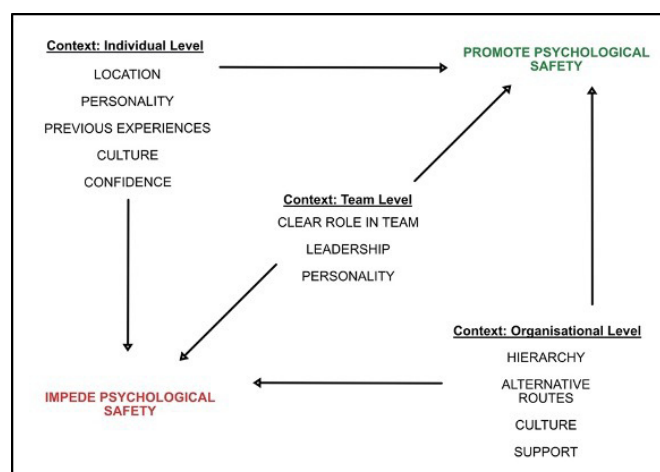 Context: Individual Level
LOCATION
PERSONALITY
PREVIOUS EXPERIENCES
CULTURE
CONFIDENCE
PROMOTE PSYCHOLOGICAL
SAFETY
Context: Team Level
CLEAR ROLE IN TEAM
LEADERSHIP
PERSONALITY
IMPEDE PSYCHOLOGICAL
SAFETY
Context: Organisational Level
HIERARCHY
ALTERNATIVE
ROUTES
CULTURE
SUPPORT